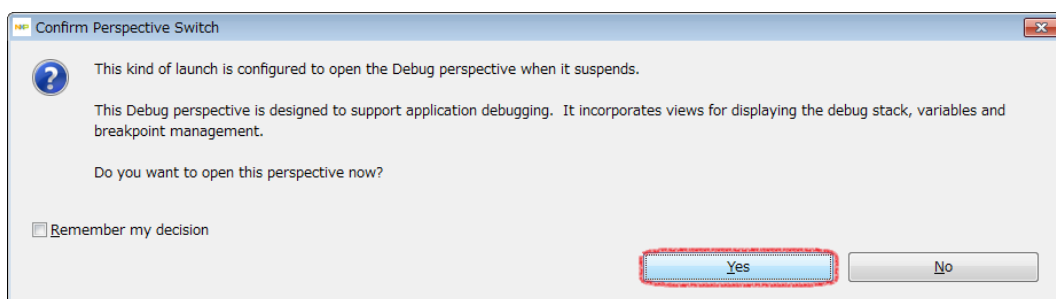 NXP Confirm Perspective Switch
This kind of launch is configured to open the Debug perspective when it suspends.
This Debug perspective is designed to support application debugging. It incorporates views for displaying the debug stack, variables and
breakpoint management.
Do you want to open this perspective now?
Remember my decision
Yes No